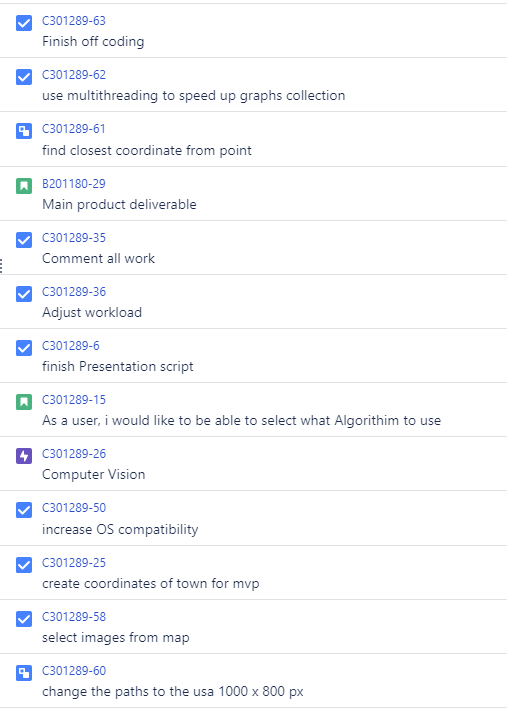 C301289-63
Finish off coding
C301289-62
use multithreading to speed up graphs collection
C301289-61
find closest coordinate from point
B201180-29
Main product deliverable
C301289-35
Comment all work
C301289-36
Adjust workload
C301289-6
finish Presentation script
C301289-15
As a user, i would like to be able to select what Algorithim to use
C301289-26
Computer Vision
C301289-50
increase OS compatibility
C301289-25
create coordinates of town for mvp
C301289-58
select images from map
C301289-60
change the paths to the usa 1000 x 800 px